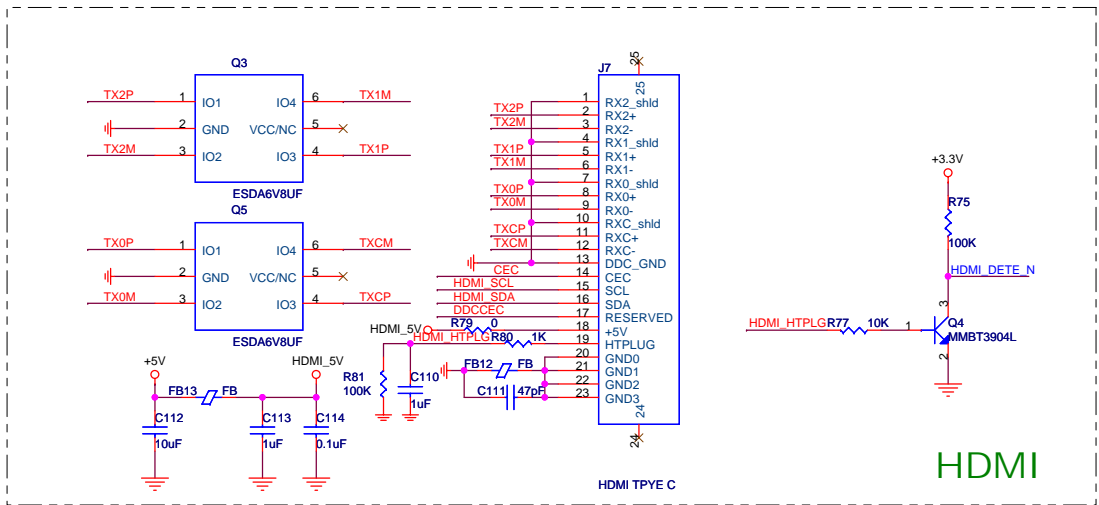 Q3
TX2P 1 IO1 IO4 6 TX1M
2 GND VCC/NC 5
TX2M 3 IO2 IO3 4 TX1P
ESDA6V8UF
Q5
TX0P 1 IO1 IO4 6 TXCM
2 GND VCC/NC 5
TX0M 3 IO2 IO3 4 TXCP
ESDA6V8UF
+5V
HDMI_5V
FB13 FB
C112
10uF
C113
1uF
C114
0.1uF
J7
25
25
1 RX2_shld
TX2P 2 RX2+
TX2M 3 RX2-
4 RX1_shld
TX1P 5 RX1+
TX1M 6 RX1-
7 RX0_shld
TX0P 8 RX0+
TX0M 9 RX0-
10 RXC_shld
TXCP 11 RXC+
TXCM 12 RXC-
13 DDC_GND
CEC 14 CEC
HDMI_SCL 15 SCL
HDMI_SDA 16 SDA
DDCCEC 17 RESERVED
HDMI_5V R79 0 18 +5V
HDMI_HTPLG R80 1K 19 HTPLUG
20 GND0
FB12 FB 21 GND1
22 GND2
C111 47pF 23 GND3
24
24
R81
100K
C110
1uF
HDMI TPYE C
+3.3V
R75
100K
HDMI_DETE_N
HDMI_HTPLG R77 10K 1
3
Q4
MMBT3904L
2
HDMI